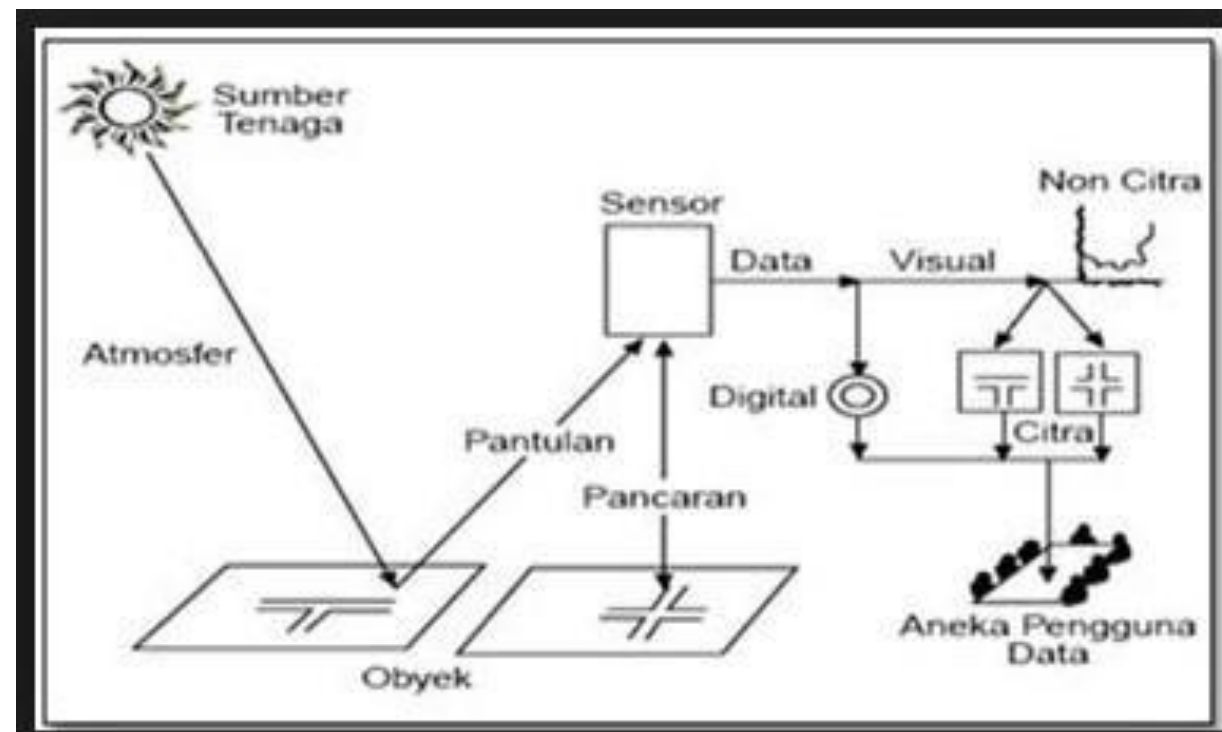 Sumber
Tenaga
Non Citra
Sensor
Data
Visual
Atmosfer
Digital
Pantulan
Citra
Pancaran
Aneka Pengguna
Data
Obyek